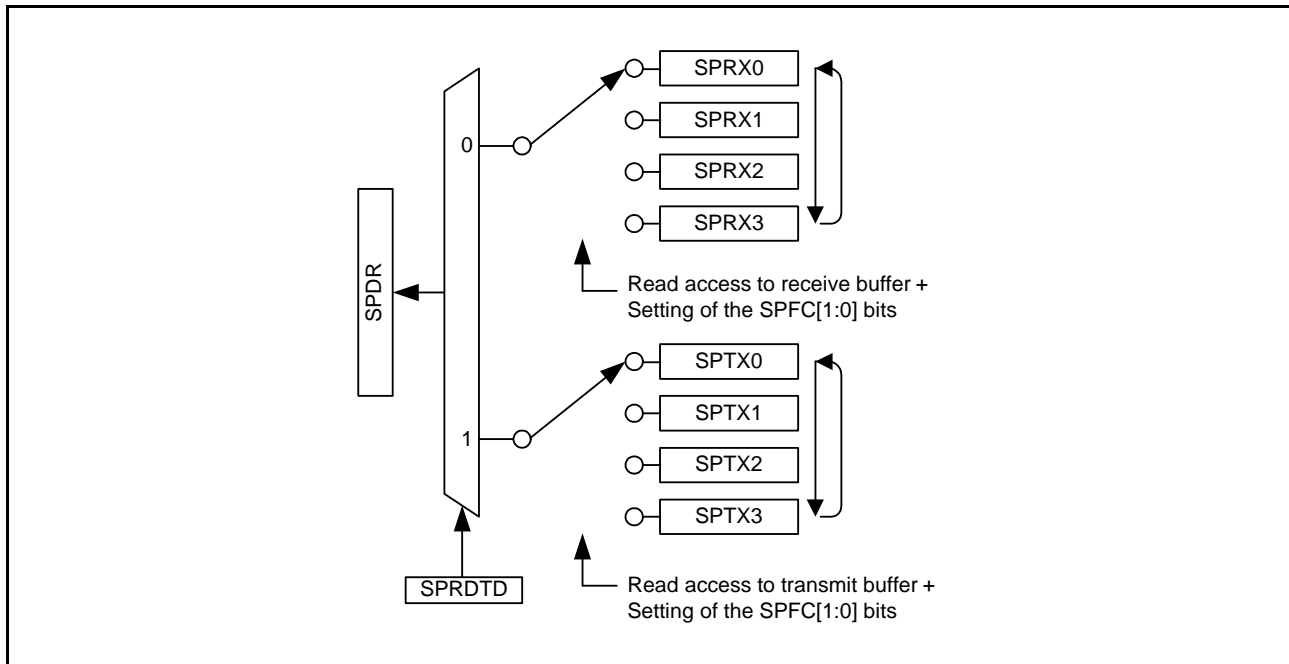 SPRX0
SPRX1
0
SPRX2
SPRX3
SPDR
Read access to receive buffer +
Setting of the SPFC[1:0] bits
SPTX0
SPTX1
1
SPTX2
SPTX3
SPRDTD
Read access to transmit buffer +
Setting of the SPFC[1:0] bits